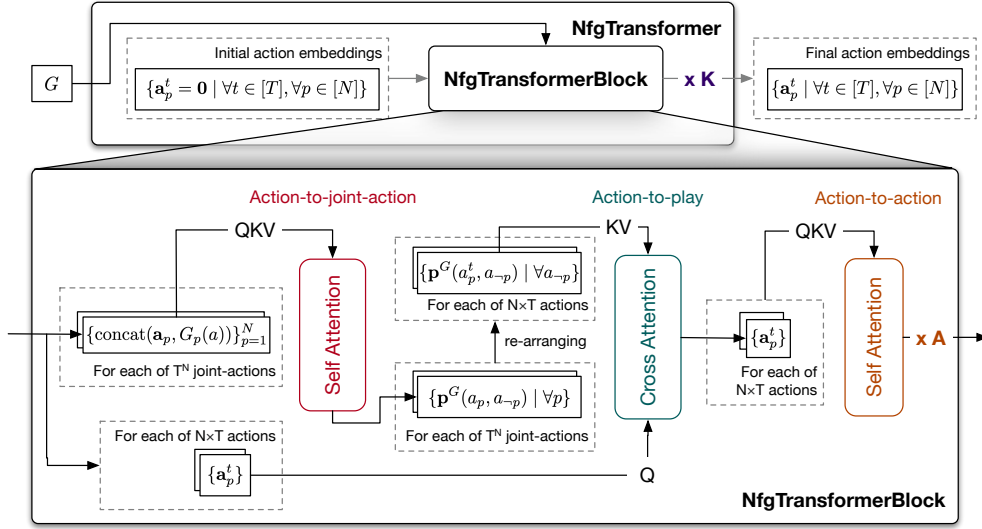 NfgTransformer
Initial action embeddings
Final action embeddings
G
{a_p^t = 0 | ∀t ∈ [T], ∀p ∈ [N]}
NfgTransformerBlock
x K
{a_p^t | ∀t ∈ [T], ∀p ∈ [N]}
Action-to-joint-action
Action-to-play
Action-to-action
QKV
KV
QKV
{p^G(a_p^t, a_¬p) | ∀a_¬p}
For each of N×T actions
Self Attention
Cross Attention
Self Attention
{concat(a_p, G_p(a))}_{p=1}^N
For each of T^N joint-actions
re-arranging
{a_p^t}
For each of
N×T actions
x A
{p^G(a_p, a_¬p) | ∀p}
For each of T^N joint-actions
For each of N×T actions
{a_p^t}
Q
NfgTransformerBlock